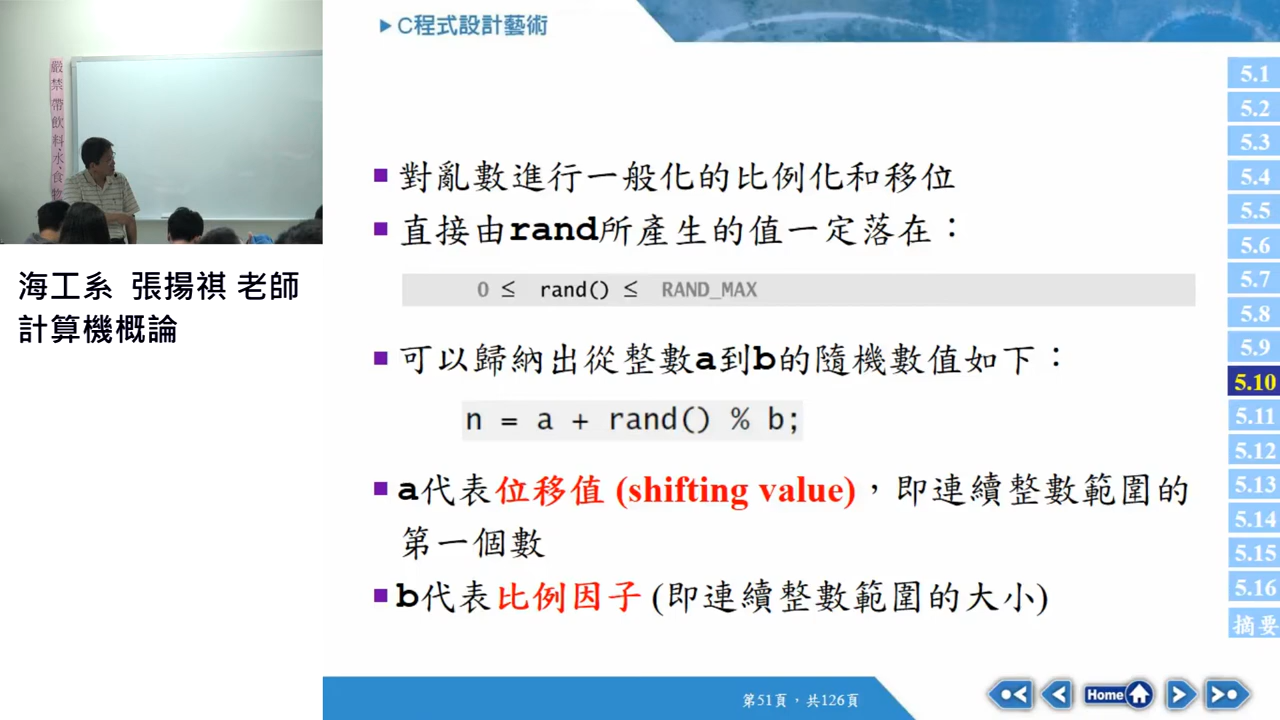 C程式設計藝術
嚴禁帶飲料、水、食物
海工系 張揚祺 老師
計算機概論
對亂數進行一般化的比例化和移位
直接由rand所產生的值一定落在：
0 ≤ rand() ≤ RAND_MAX
可以歸納出從整數a到b的隨機數值如下：
n = a + rand() % b;
a代表位移值 (shifting value)，即連續整數範圍的
第一個數
b代表比例因子 (即連續整數範圍的大小)
5.1
5.2
5.3
5.4
5.5
5.6
5.7
5.8
5.9
5.10
5.11
5.12
5.13
5.14
5.15
5.16
摘要
第51頁，共126頁
Home